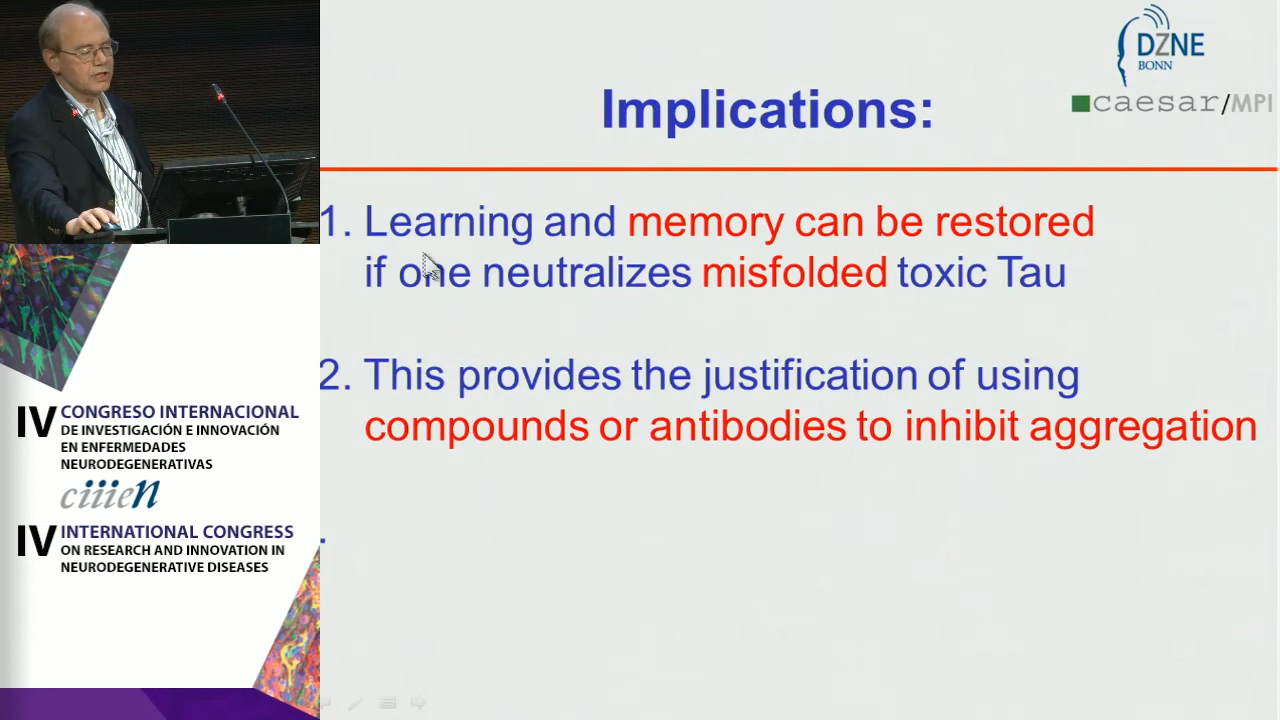 DZNE
BONN
caesar/MPI
Implications:
1. Learning and memory can be restored
if one neutralizes misfolded toxic Tau
2. This provides the justification of using
compounds or antibodies to inhibit aggregation
.
IV CONGRESO INTERNACIONAL
DE INVESTIGACIÓN E INNOVACIÓN
EN ENFERMEDADES
NEURODEGENERATIVAS
ciiien
IV INTERNATIONAL CONGRESS
ON RESEARCH AND INNOVATION IN
NEURODEGENERATIVE DISEASES